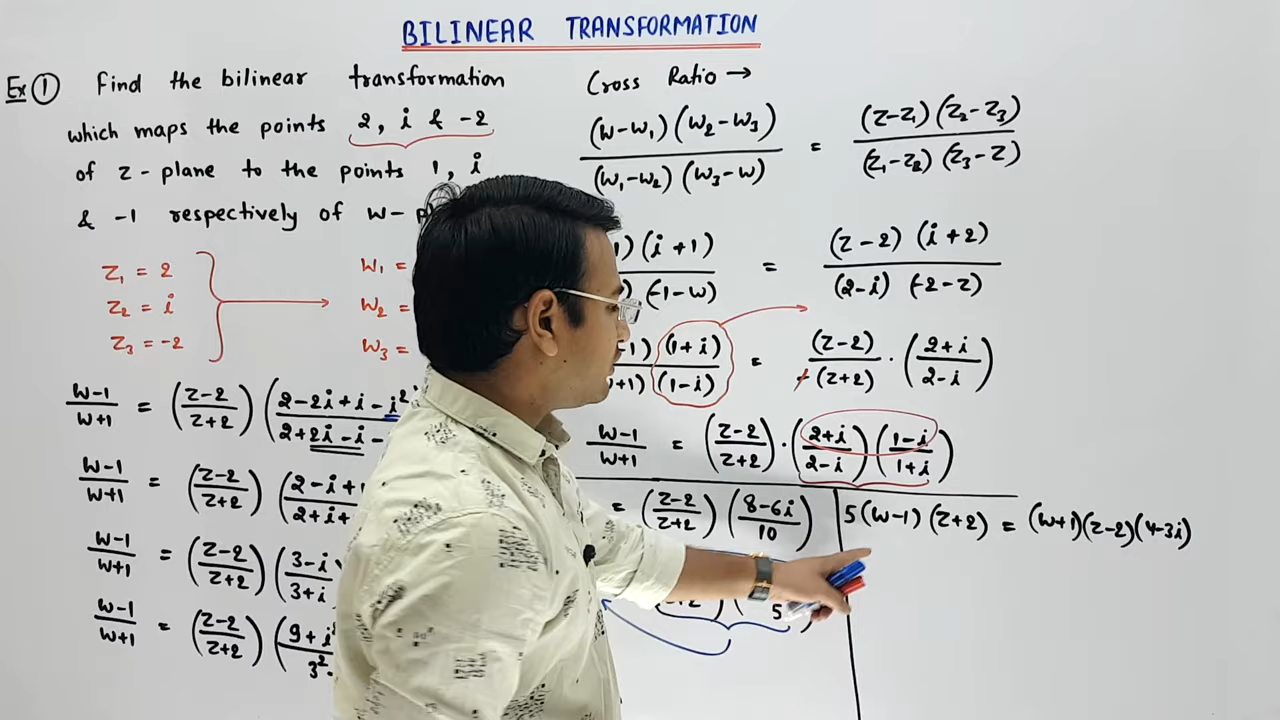 BILINEAR TRANSFORMATION
Ex ① Find the bilinear transformation
which maps the points 2, i & -2
of z-plane to the points 1, i
& -1 respectively of w-
z₁ = 2
z₂ = i
z₃ = -2
w₁ =
w₂ =
w₃ =
(w-1)/(w+1) = ((z-2)/(z+2)) ((2-2i+i-i²)/(2+2i-i-
(w-1)/(w+1) = ((z-2)/(z+2)) ((2-i+1)/(2+i+
(w-1)/(w+1) = ((z-2)/(z+2)) ((3-i)/(3+i)
(w-1)/(w+1) = ((z-2)/(z+2)) ((9+i²)/(3²-
Cross Ratio →
(w-w₁)(w₂-w₃)/(w₁-w₂)(w₃-w) = (z-z₁)(z₂-z₃)/(z₁-z₂)(z₃-z)
)(i+1)/(-1-w) = (z-2)(i+2)/(2-i)(-2-z)
-1)(1+i)/+1)(1-i) = (z-2)/-(z+2) · ((2+i)/(2-i))
(w-1)/(w+1) = ((z-2)/(z+2)) · ((2+i)/(2-i)) ((1-i)/(1+i))
= ((z-2)/(z+2)) ((8-6i)/10)
5
5(w-1)(z+2) = (w+1)(z-2)(4-3i)